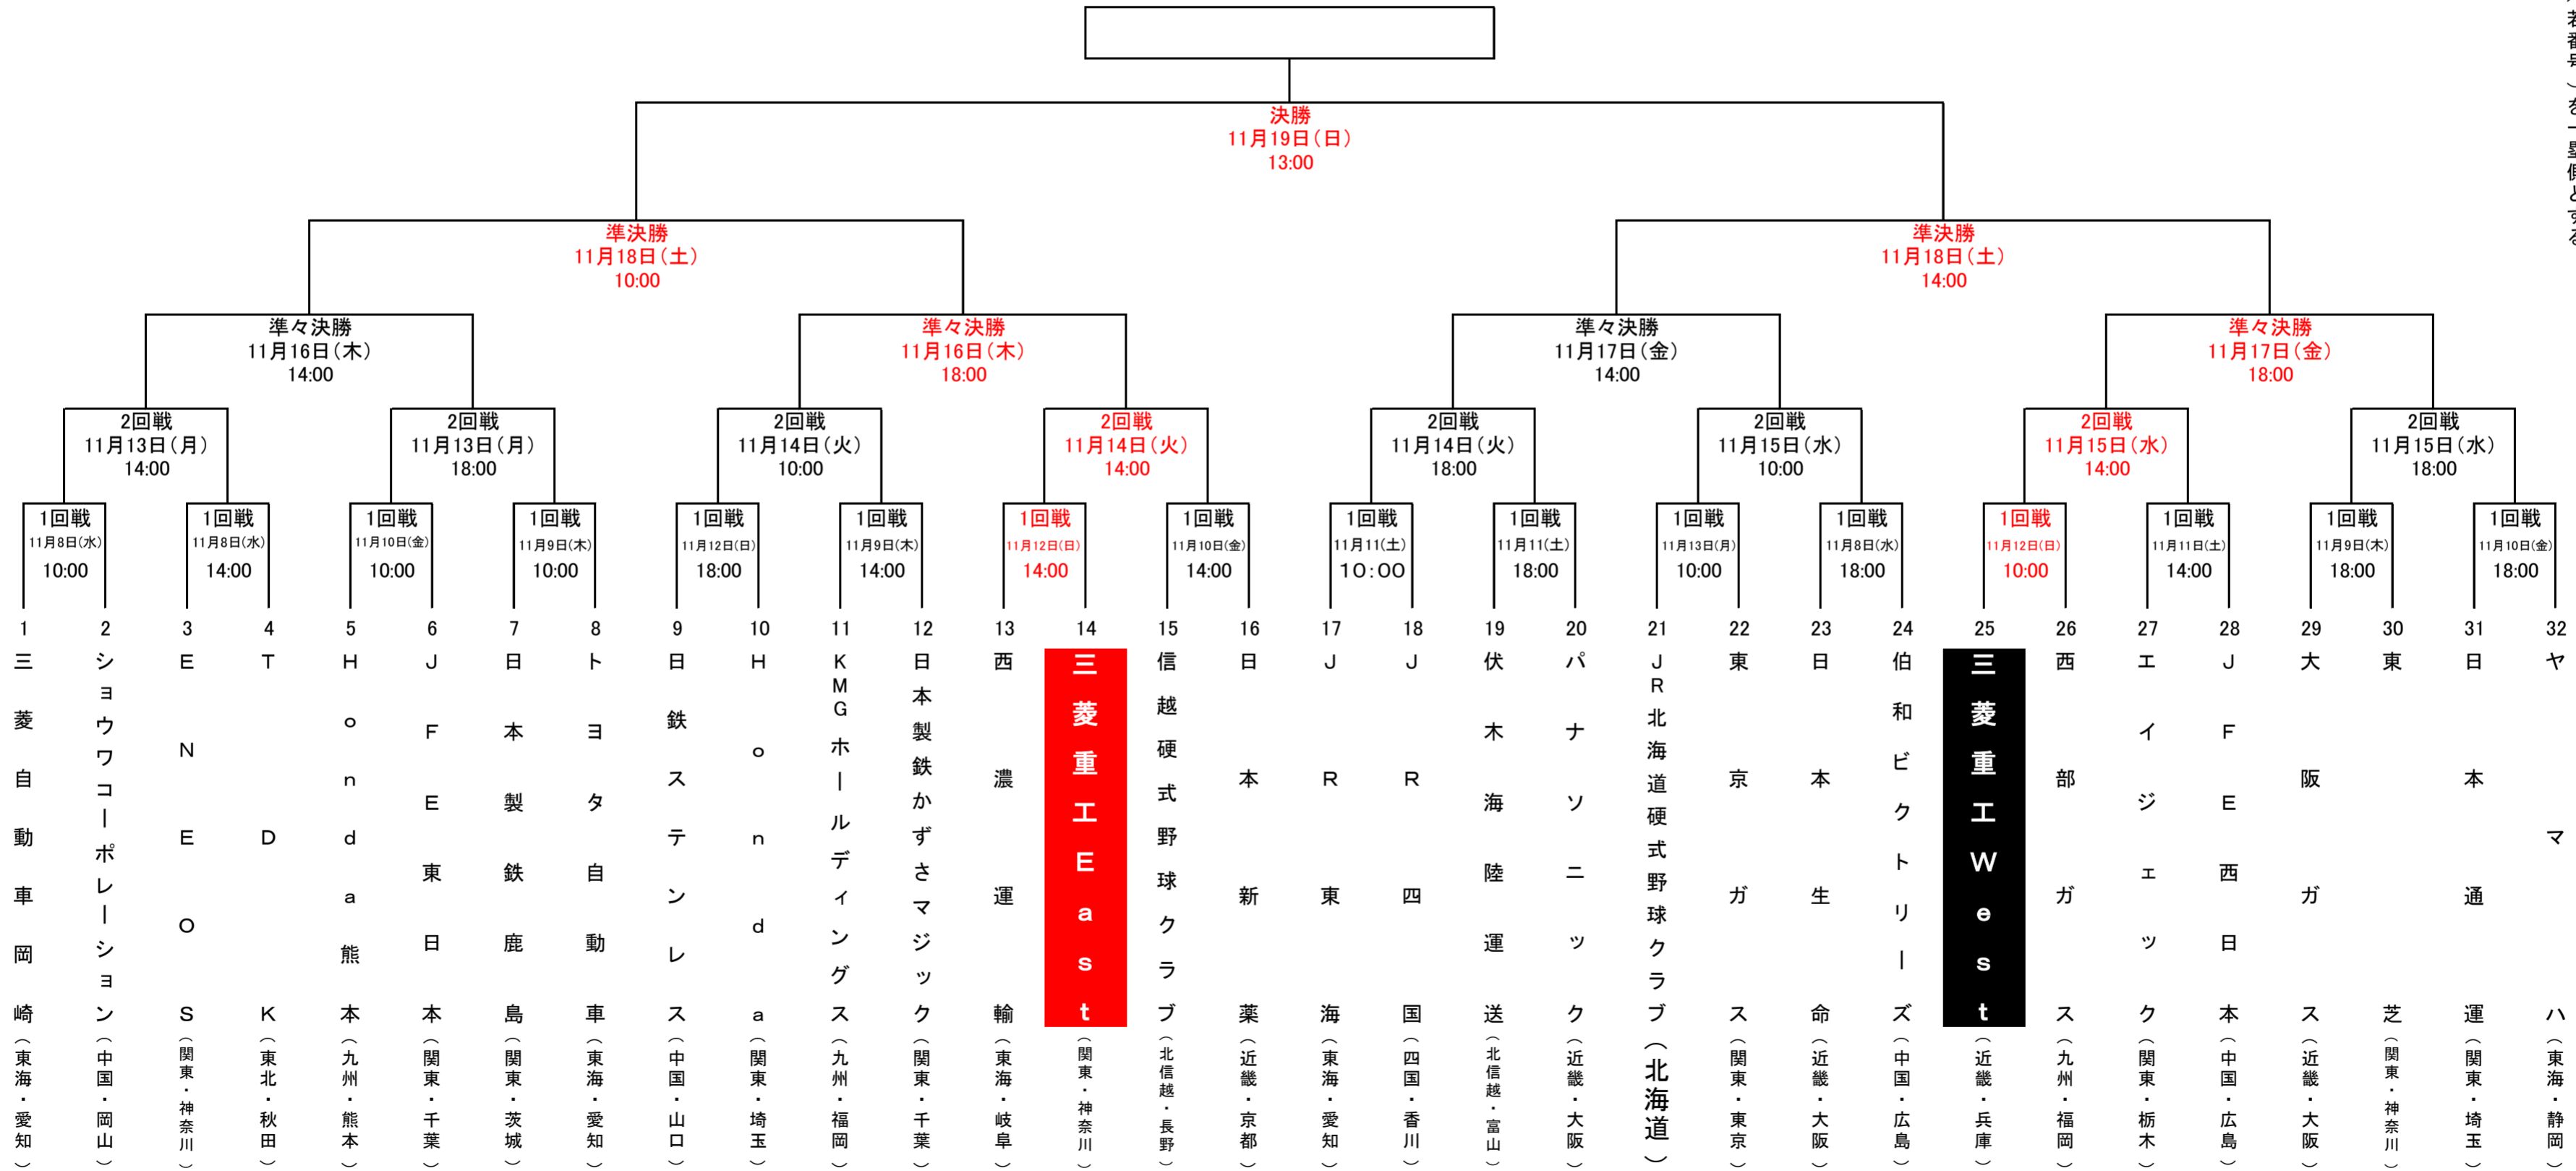 若番号）を一塁側とする
決勝
11月19日（日）
13:00
準決勝
11月18日（土）
10:00
準決勝
11月18日（土）
14:00
準々決勝
11月16日（木）
14:00
準々決勝
11月16日（木）
18:00
準々決勝
11月17日（金）
14:00
準々決勝
11月17日（金）
18:00
2回戦
11月13日（月）
14:00
2回戦
11月13日（月）
18:00
2回戦
11月14日（火）
10:00
2回戦
11月14日（火）
14:00
2回戦
11月14日（火）
18:00
2回戦
11月15日（水）
10:00
2回戦
11月15日（水）
14:00
2回戦
11月15日（水）
18:00
1回戦
11月8日(水)
10:00
1回戦
11月8日(水)
14:00
1回戦
11月10日(金)
10:00
1回戦
11月9日(木)
10:00
1回戦
11月12日(日)
18:00
1回戦
11月9日(木)
14:00
1回戦
11月12日(日)
14:00
1回戦
11月10日(金)
14:00
1回戦
11月11(土)
10:00
1回戦
11月11(土)
18:00
1回戦
11月13日(月)
10:00
1回戦
11月8日(水)
18:00
1回戦
11月12日(日)
10:00
1回戦
11月11日(土)
14:00
1回戦
11月9日(木)
18:00
1回戦
11月10日(金)
18:00
1
三菱自動車岡崎（東海・愛知）
2
ショウワコーポレーション（中国・岡山）
3
ENEOS（関東・神奈川）
4
TDK（東北・秋田）
5
Honda熊本（九州・熊本）
6
JFE東日本（関東・千葉）
7
日本製鉄鹿島（関東・茨城）
8
トヨタ自動車（東海・愛知）
9
日鉄ステンレス（中国・山口）
10
Honda（関東・埼玉）
11
KMGホールディングス（九州・福岡）
12
日本製鉄かずさマジック（関東・千葉）
13
西濃運輸（東海・岐阜）
14
三菱重工East（関東・神奈川）
15
信越硬式野球クラブ（北信越・長野）
16
日本新薬（近畿・京都）
17
JR東海（東海・愛知）
18
JR四国（四国・香川）
19
伏木海陸運送（北信越・富山）
20
パナソニック（近畿・大阪）
21
JR北海道硬式野球クラブ（北海道）
22
東京ガス（関東・東京）
23
日本生命（近畿・大阪）
24
伯和ビクトリーズ（中国・広島）
25
三菱重工West（近畿・兵庫）
26
西部ガス（九州・福岡）
27
エイジェック（関東・栃木）
28
JFE西日本（中国・広島）
29
大阪ガス（近畿・大阪）
30
東芝（関東・神奈川）
31
日本通運（関東・埼玉）
32
ヤマハ（東海・静岡）